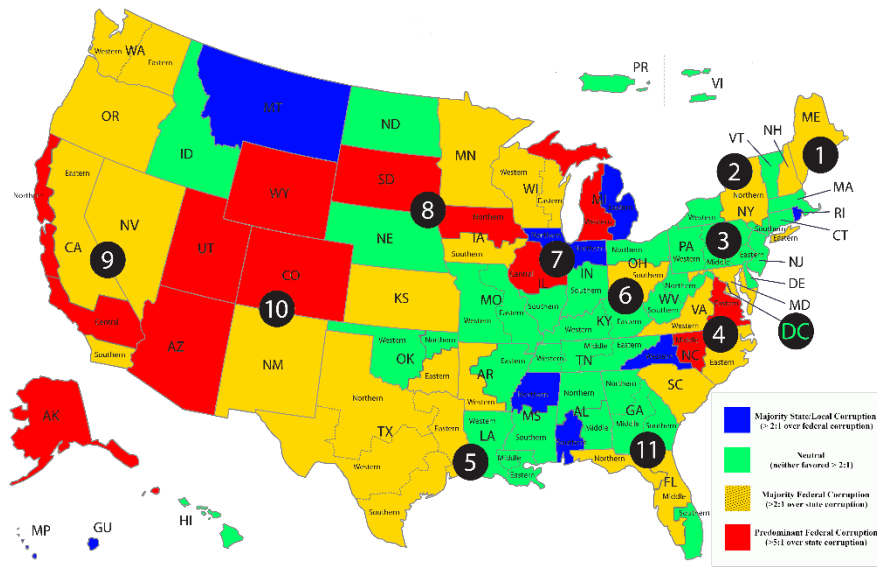 PR
VI
WA
Western
Eastern
ME
MT
VT
NH
ND
OR
MN
1
ID
2
Western
MA
SD
WI
Northern
Eastern
WY
NY
RI
Northern
MI
8
Western
Eastern
Northern
Southern
CT
Western
Eastern
3
NV
IA
PA
NE
Northern
Middle
Eastern
NJ
7
Northern
OH
Western
CA
9
UT
Southern
Southern
DE
CO
Central
IL
IN
Northern
MD
6
WV
VA
Eastern
10
KS
MO
Southern
Southern
Southern
DC
Western
Eastern
KY
Eastern
Western
4
Central
Western
Middle
AZ
Northern
Middle
Eastern
NC
TN
Eastern
NM
OK
Eastern
Western
Southern
AR
Northern
SC
Eastern
Western
Northern
Northern
AK
MS
AL
GA
Northern
Western
Middle
Southern
TX
LA
Southern
Middle
Eastern
5
11
Western
Middle
Northern
Eastern
FL
Middle
Southern
Southern
HI
MP
GU
Majority State/Local Corruption
(> 2:1 over federal corruption)
Neutral
(neither favored > 2:1)
Majority Federal Corruption
(>2:1 over state corruption)
Predominant Federal Corruption
(>5:1 over state corruption)